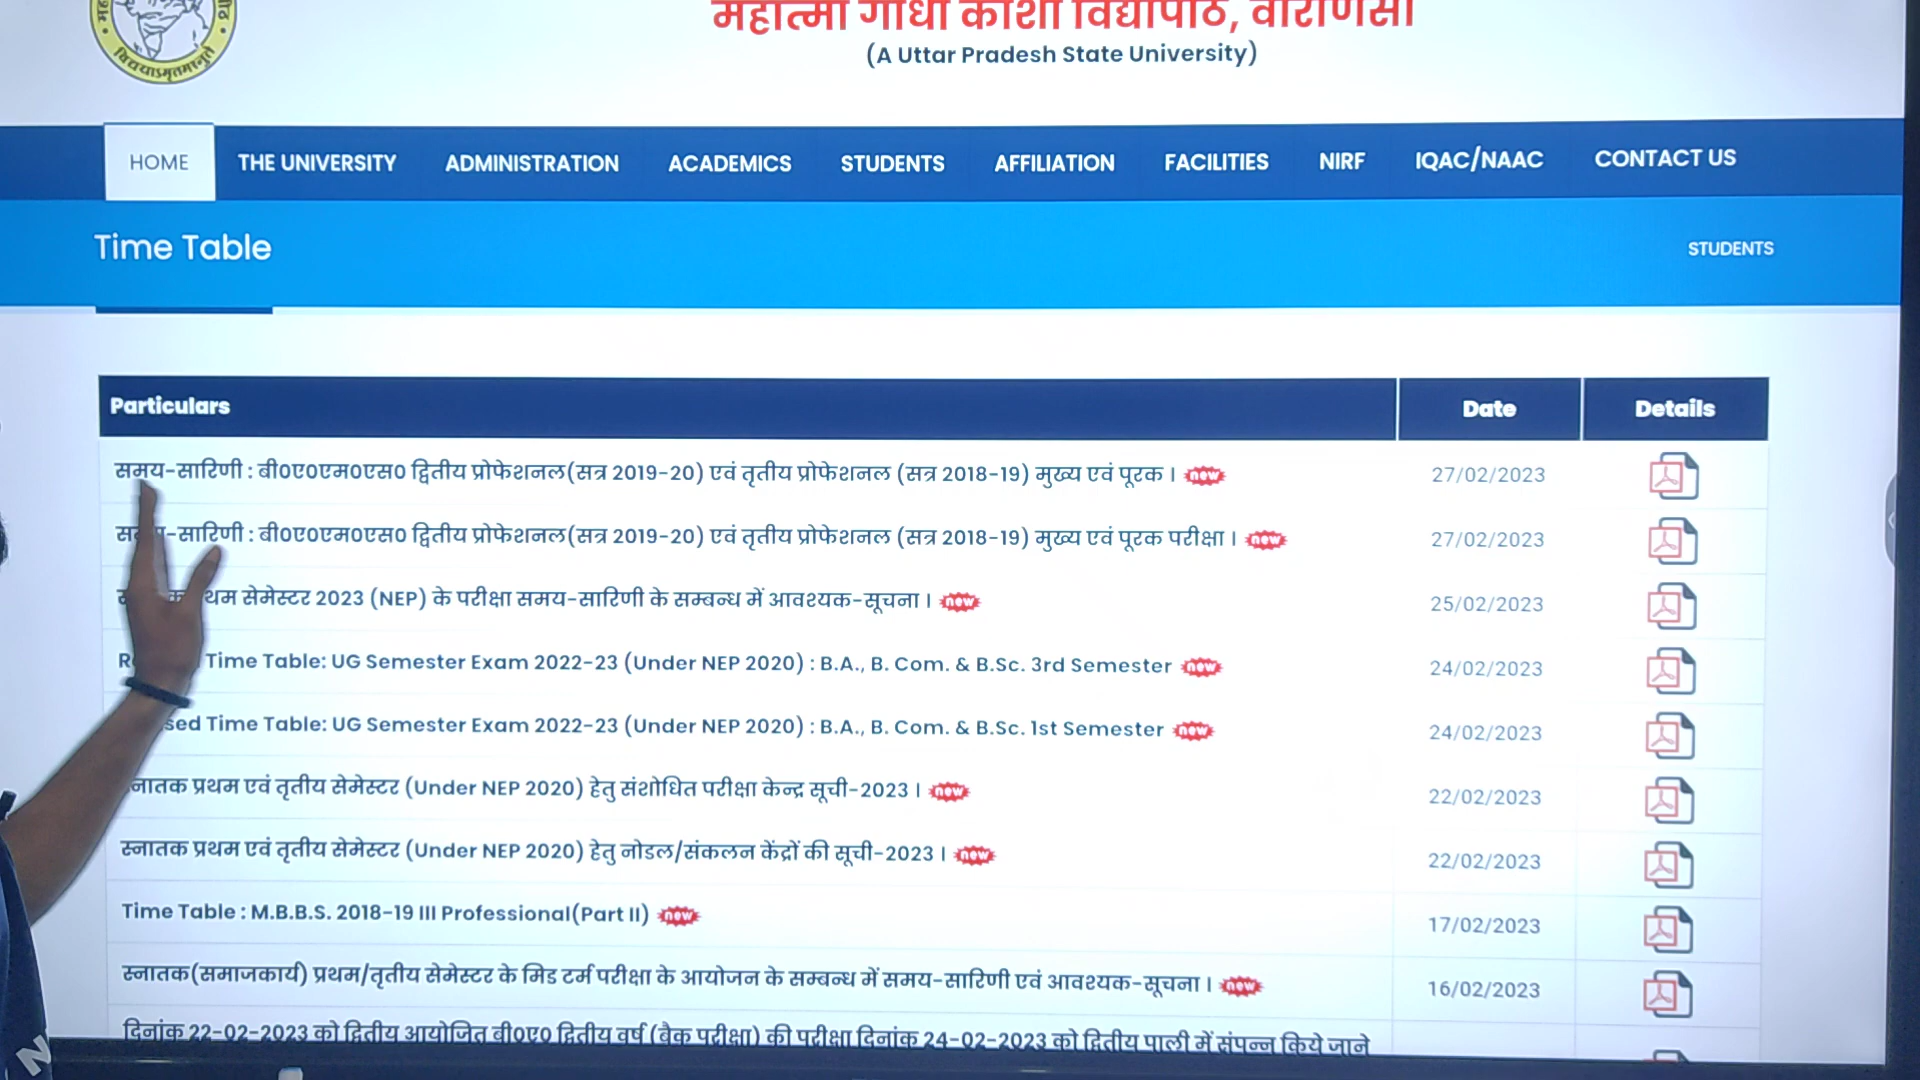 महात्मा गांधी काशी विद्यापीठ, वाराणसी
(A Uttar Pradesh State University)
विद्ययाऽमृतमश्नुते
HOME THE UNIVERSITY ADMINISTRATION ACADEMICS STUDENTS AFFILIATION FACILITIES NIRF IQAC/NAAC CONTACT US
Time Table STUDENTS
Particulars Date Details
समय-सारिणी : बी0ए0एम0एस0 द्वितीय प्रोफेशनल(सत्र 2019-20) एवं तृतीय प्रोफेशनल (सत्र 2018-19) मुख्य एवं पूरक । new 27/02/2023
-सारिणी : बी0ए0एम0एस0 द्वितीय प्रोफेशनल(सत्र 2019-20) एवं तृतीय प्रोफेशनल (सत्र 2018-19) मुख्य एवं पूरक परीक्षा । new 27/02/2023
थम सेमेस्टर 2023 (NEP) के परीक्षा समय-सारिणी के सम्बन्ध में आवश्यक-सूचना । new 25/02/2023
Time Table: UG Semester Exam 2022-23 (Under NEP 2020) : B.A., B. Com. & B.Sc. 3rd Semester new 24/02/2023
sed Time Table: UG Semester Exam 2022-23 (Under NEP 2020) : B.A., B. Com. & B.Sc. 1st Semester new 24/02/2023
नातक प्रथम एवं तृतीय सेमेस्टर (Under NEP 2020) हेतु संशोधित परीक्षा केन्द्र सूची-2023 । new 22/02/2023
स्नातक प्रथम एवं तृतीय सेमेस्टर (Under NEP 2020) हेतु नोडल/संकलन केंद्रों की सूची-2023 । new 22/02/2023
Time Table : M.B.B.S. 2018-19 III Professional(Part II) new 17/02/2023
स्नातक(समाजकार्य) प्रथम/तृतीय सेमेस्टर के मिड टर्म परीक्षा के आयोजन के सम्बन्ध में समय-सारिणी एवं आवश्यक-सूचना । new 16/02/2023
दिनांक 22-02-2023 को द्वितीय आयोजित बी0ए0 द्वितीय वर्ष (बैक परीक्षा) की परीक्षा दिनांक 24-02-2023 को द्वितीय पाली में संपन्न किये जाने